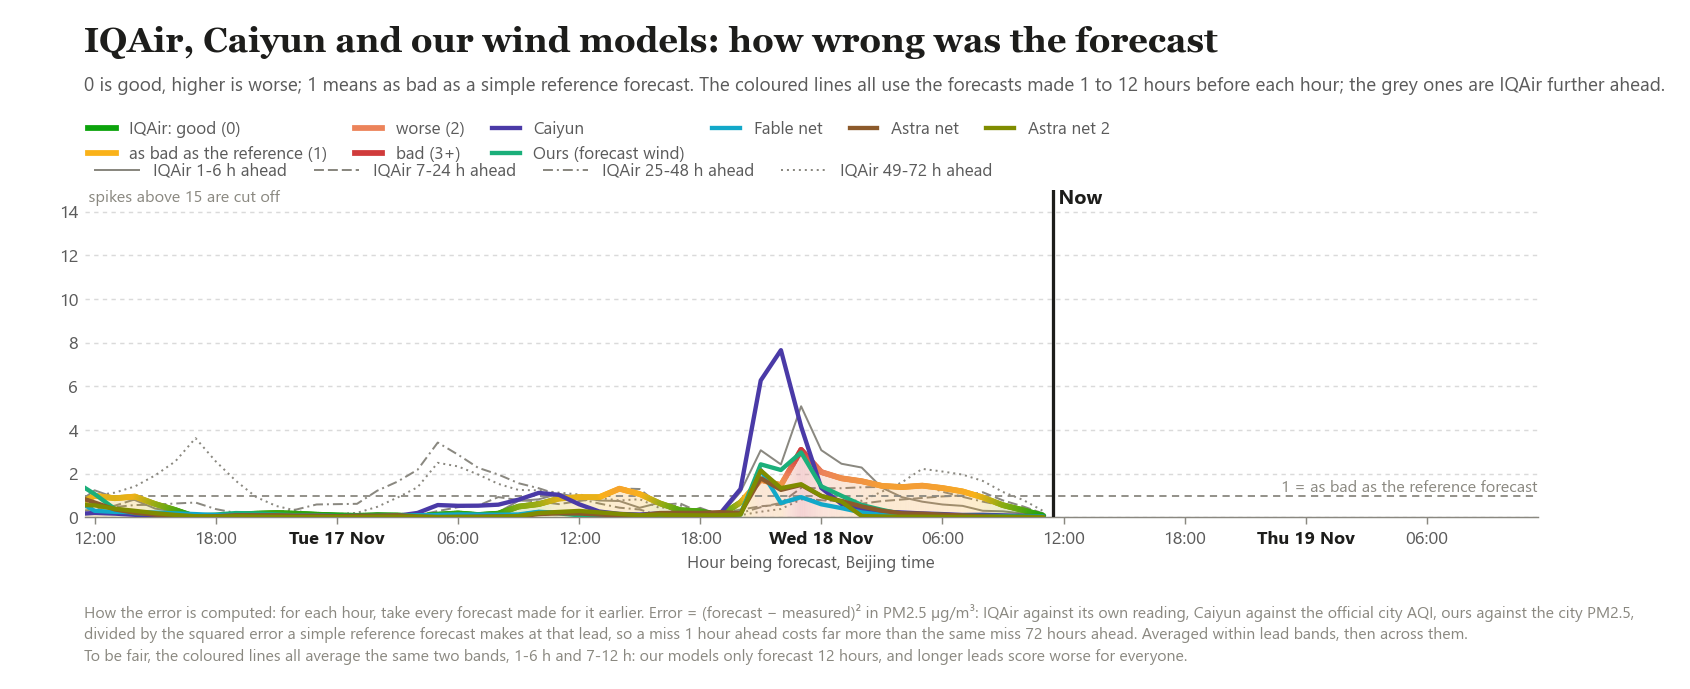 IQAir, Caiyun and our wind models: how wrong was the forecast
0 is good, higher is worse; 1 means as bad as a simple reference forecast. The coloured lines all use the forecasts made 1 to 12 hours before each hour; the grey ones are IQAir further ahead.
IQAir: good (0) worse (2) Caiyun Fable net Astra net Astra net 2
as bad as the reference (1) bad (3+) Ours (forecast wind)
IQAir 1-6 h ahead IQAir 7-24 h ahead IQAir 25-48 h ahead IQAir 49-72 h ahead
spikes above 15 are cut off
Now
14
12
10
8
6
4
2
0
1 = as bad as the reference forecast
12:00 18:00 Tue 17 Nov 06:00 12:00 18:00 Wed 18 Nov 06:00 12:00 18:00 Thu 19 Nov 06:00
Hour being forecast, Beijing time
How the error is computed: for each hour, take every forecast made for it earlier. Error = (forecast − measured)² in PM2.5 µg/m³: IQAir against its own reading, Caiyun against the official city AQI, ours against the city PM2.5,
divided by the squared error a simple reference forecast makes at that lead, so a miss 1 hour ahead costs far more than the same miss 72 hours ahead. Averaged within lead bands, then across them.
To be fair, the coloured lines all average the same two bands, 1-6 h and 7-12 h: our models only forecast 12 hours, and longer leads score worse for everyone.